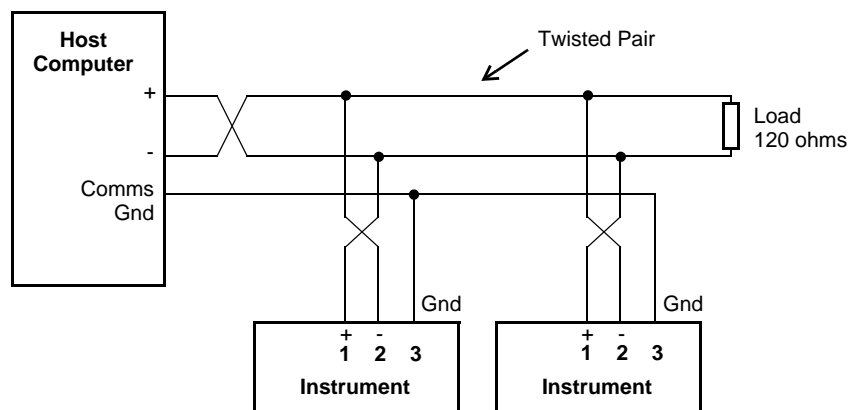 Host
Computer
Twisted Pair
+
-
Load
120 ohms
Comms
Gnd
Gnd
Gnd
+ -
1 2 3
+ -
1 2 3
Instrument
Instrument